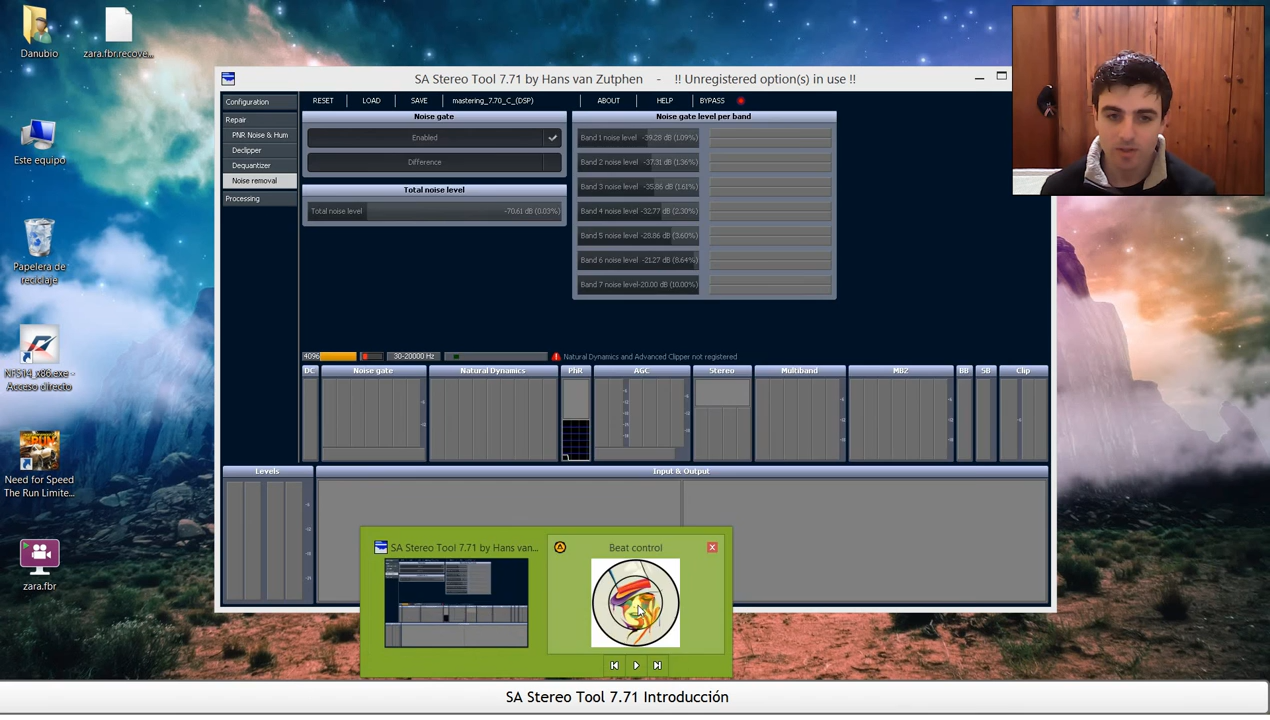 Danubio
zara.fbr.recove...
Este equipo
Papelera de
reciclaje
NFS14_x86.exe -
Acceso directo
Need for Speed
The Run Limite...
zara.fbr
SA Stereo Tool 7.71 by Hans van Zutphen - !! Unregistered option(s) in use !!
Configuration
Repair
PNR Noise & Hum
Declipper
Dequantizer
Noise removal
Processing
RESET LOAD SAVE mastering_7.70_C_(DSP) ABOUT HELP BYPASS
Noise gate
Enabled
Difference
Total noise level
Total noise level -70.61 dB (0.03%)
Noise gate level per band
Band 1 noise level -39.28 dB (1.09%)
Band 2 noise level -37.31 dB (1.36%)
Band 3 noise level -35.86 dB (1.61%)
Band 4 noise level -32.77 dB (2.30%)
Band 5 noise level -28.86 dB (3.60%)
Band 6 noise level -21.27 dB (8.64%)
Band 7 noise level -20.00 dB (10.00%)
4096 30-20000 Hz Natural Dynamics and Advanced Clipper not registered
DC Noise gate Natural Dynamics PhR AGC Stereo Multiband MB2 BB SB Clip
Levels Input & Output
SA Stereo Tool 7.71 by Hans van... Beat control X
SA Stereo Tool 7.71 Introducción